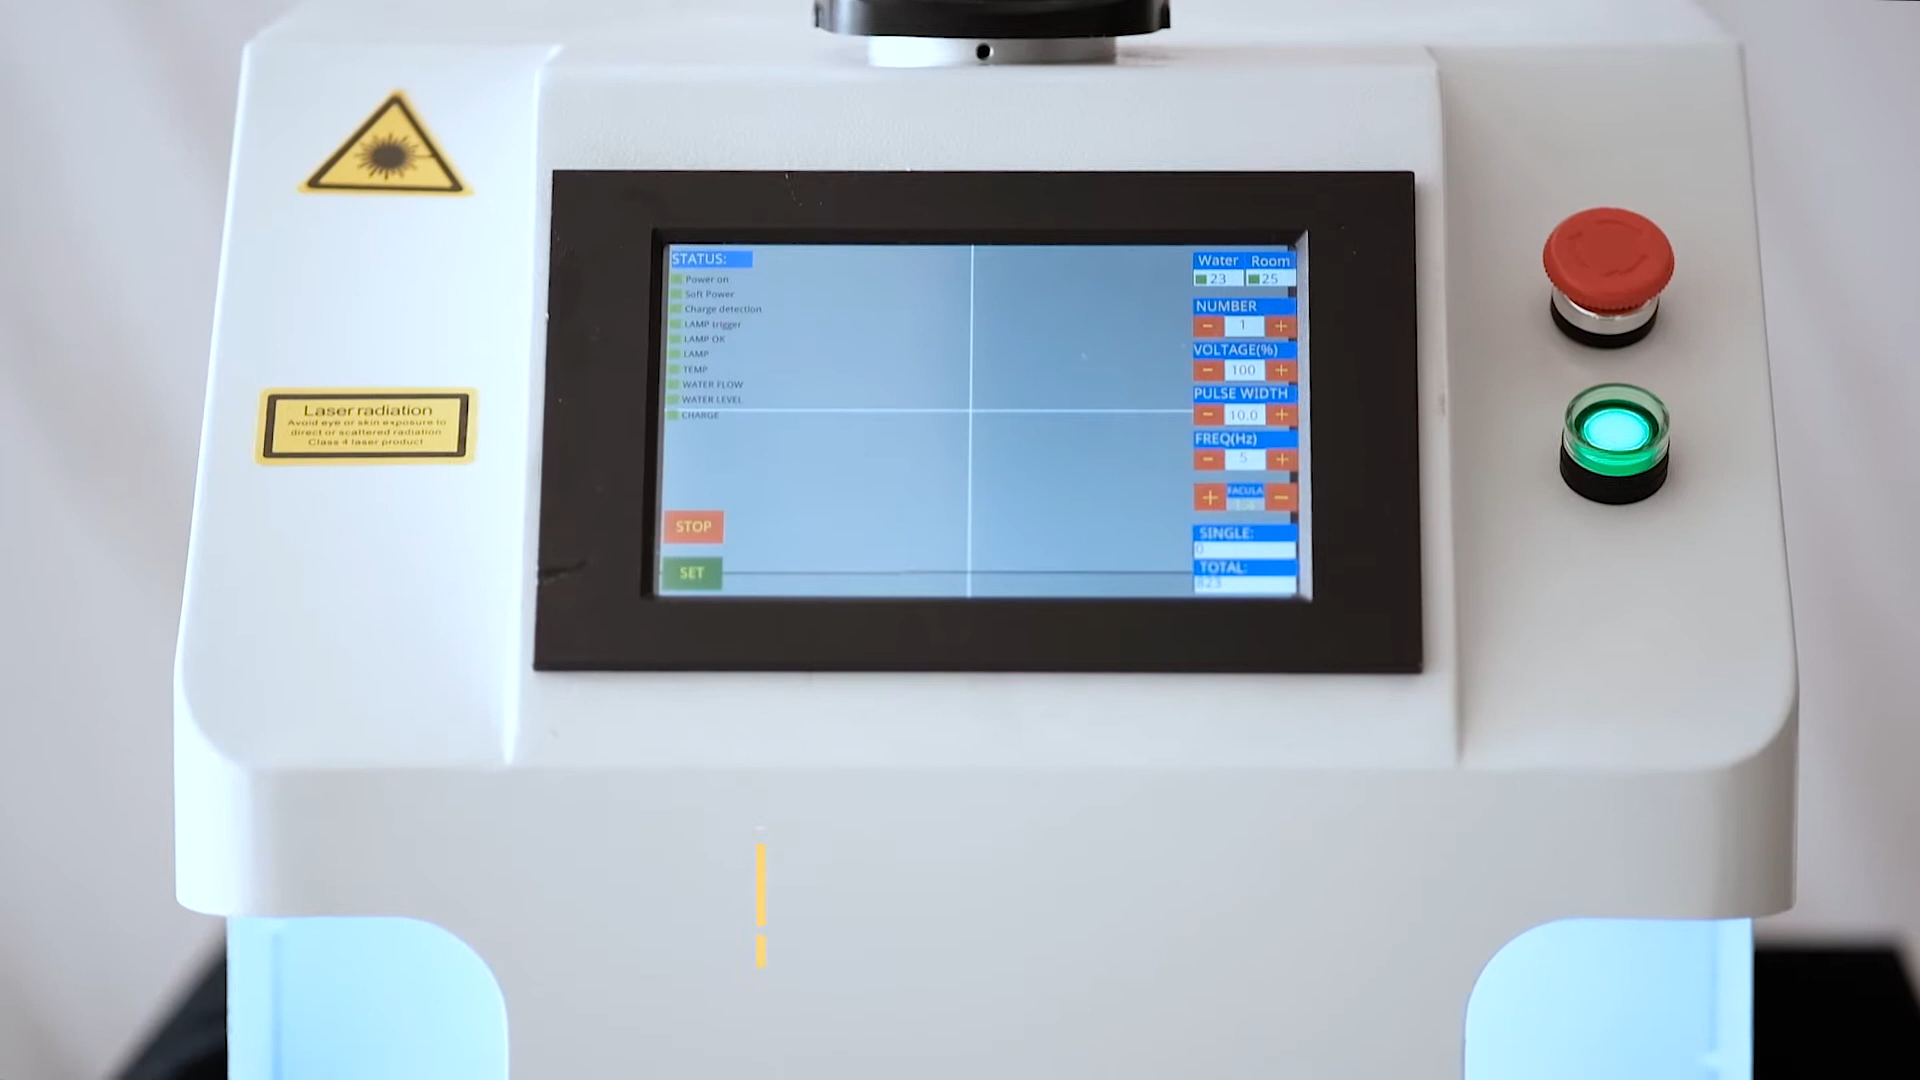 Laser radiation
Avoid eye or skin exposure to
direct or scattered radiation
Class 4 laser product
STATUS:
Power on
Soft Power
Charge detection
LAMP trigger
LAMP OK
LAMP
TEMP
WATER FLOW
WATER LEVEL
CHARGE
STOP
SET
Water Room
23 25
NUMBER
- 1 +
VOLTAGE(%)
- 100 +
PULSE WIDTH
- 10.0 +
FREQ(Hz)
- 5 +
+ FACULA -
SINGLE:
0
TOTAL:
823